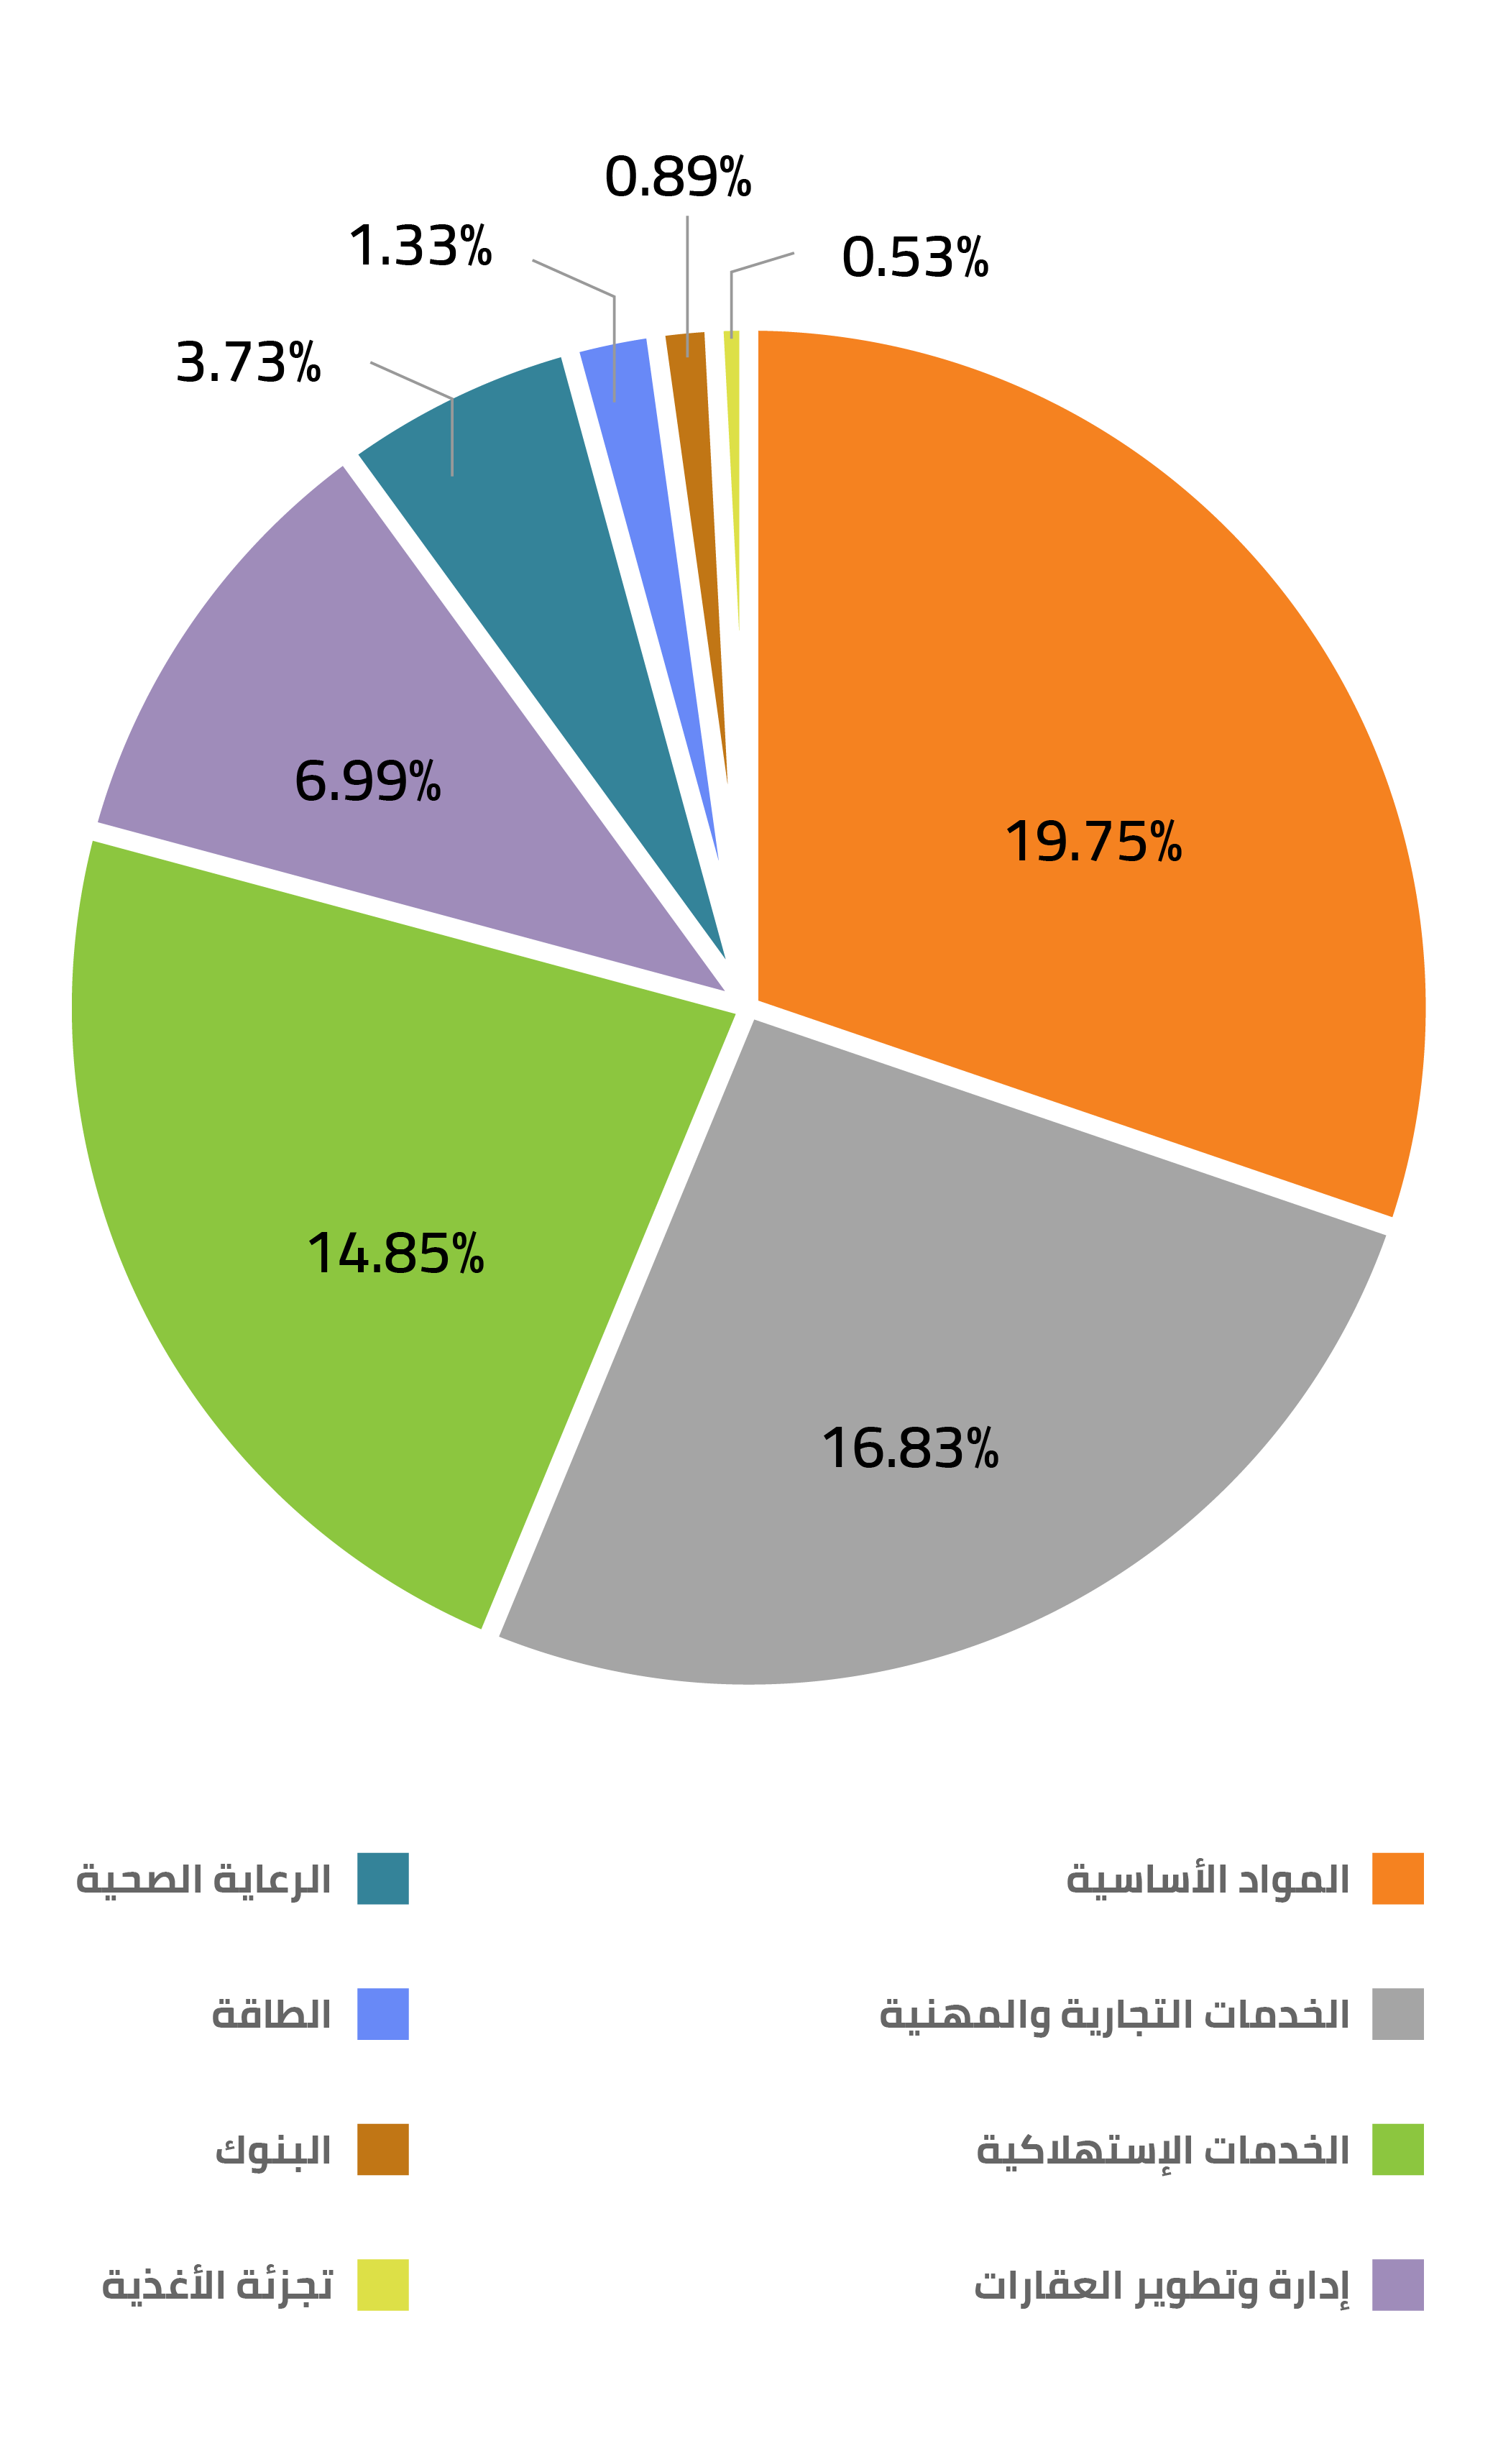 0.89%
1.33%
0.53%
3.73%
6.99%
19.75%
14.85%
16.83%
المواد الأساسية
الخدمات التجارية والمهنية
الخدمات الإستهلاكية
إدارة وتطوير العقارات
الرعاية الصحية
الطاقة
البنوك
تجزئة الأغذية